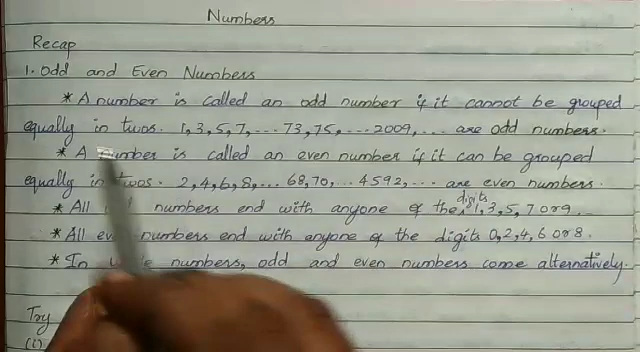 Numbers
Recap
1. Odd and Even Numbers
* A number is called an odd number if it cannot be grouped
equally in twos. 1, 3, 5, 7, ... 73, 75, ... 2009, ... are odd numbers.
* A number is called an even number if it can be grouped
equally in twos. 2, 4, 6, 8, ... 68, 70, ... 4592, ... are even numbers.
* All numbers end with anyone of the digits 1, 3, 5, 7 or 9.
* All even numbers end with anyone of the digits 0, 2, 4, 6 or 8.
* In numbers, odd and even numbers come alternatively.
Try
(i)